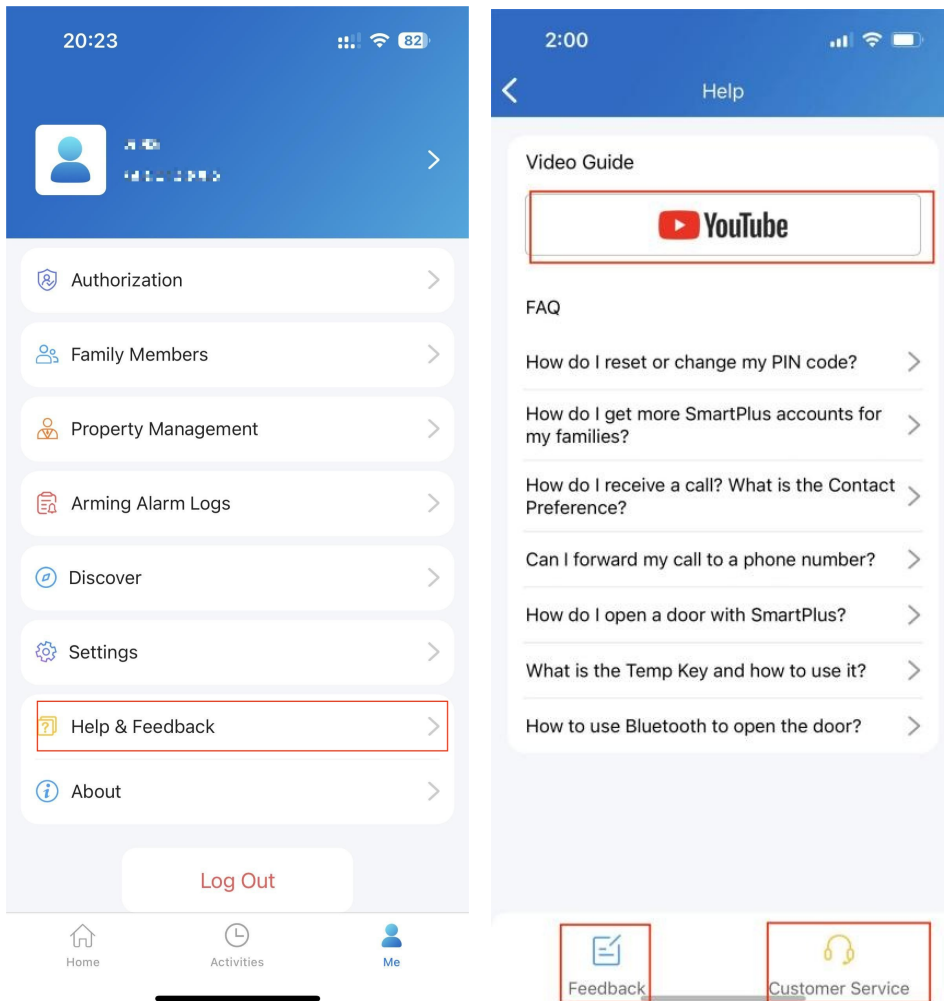 20:23
82
Authorization
Family Members
Property Management
Arming Alarm Logs
Discover
Settings
Help & Feedback
About
Log Out
Home
Activities
Me
2:00
Help
Video Guide
YouTube
FAQ
How do I reset or change my PIN code?
How do I get more SmartPlus accounts for
my families?
How do I receive a call? What is the Contact
Preference?
Can I forward my call to a phone number?
How do I open a door with SmartPlus?
What is the Temp Key and how to use it?
How to use Bluetooth to open the door?
Feedback
Customer Service